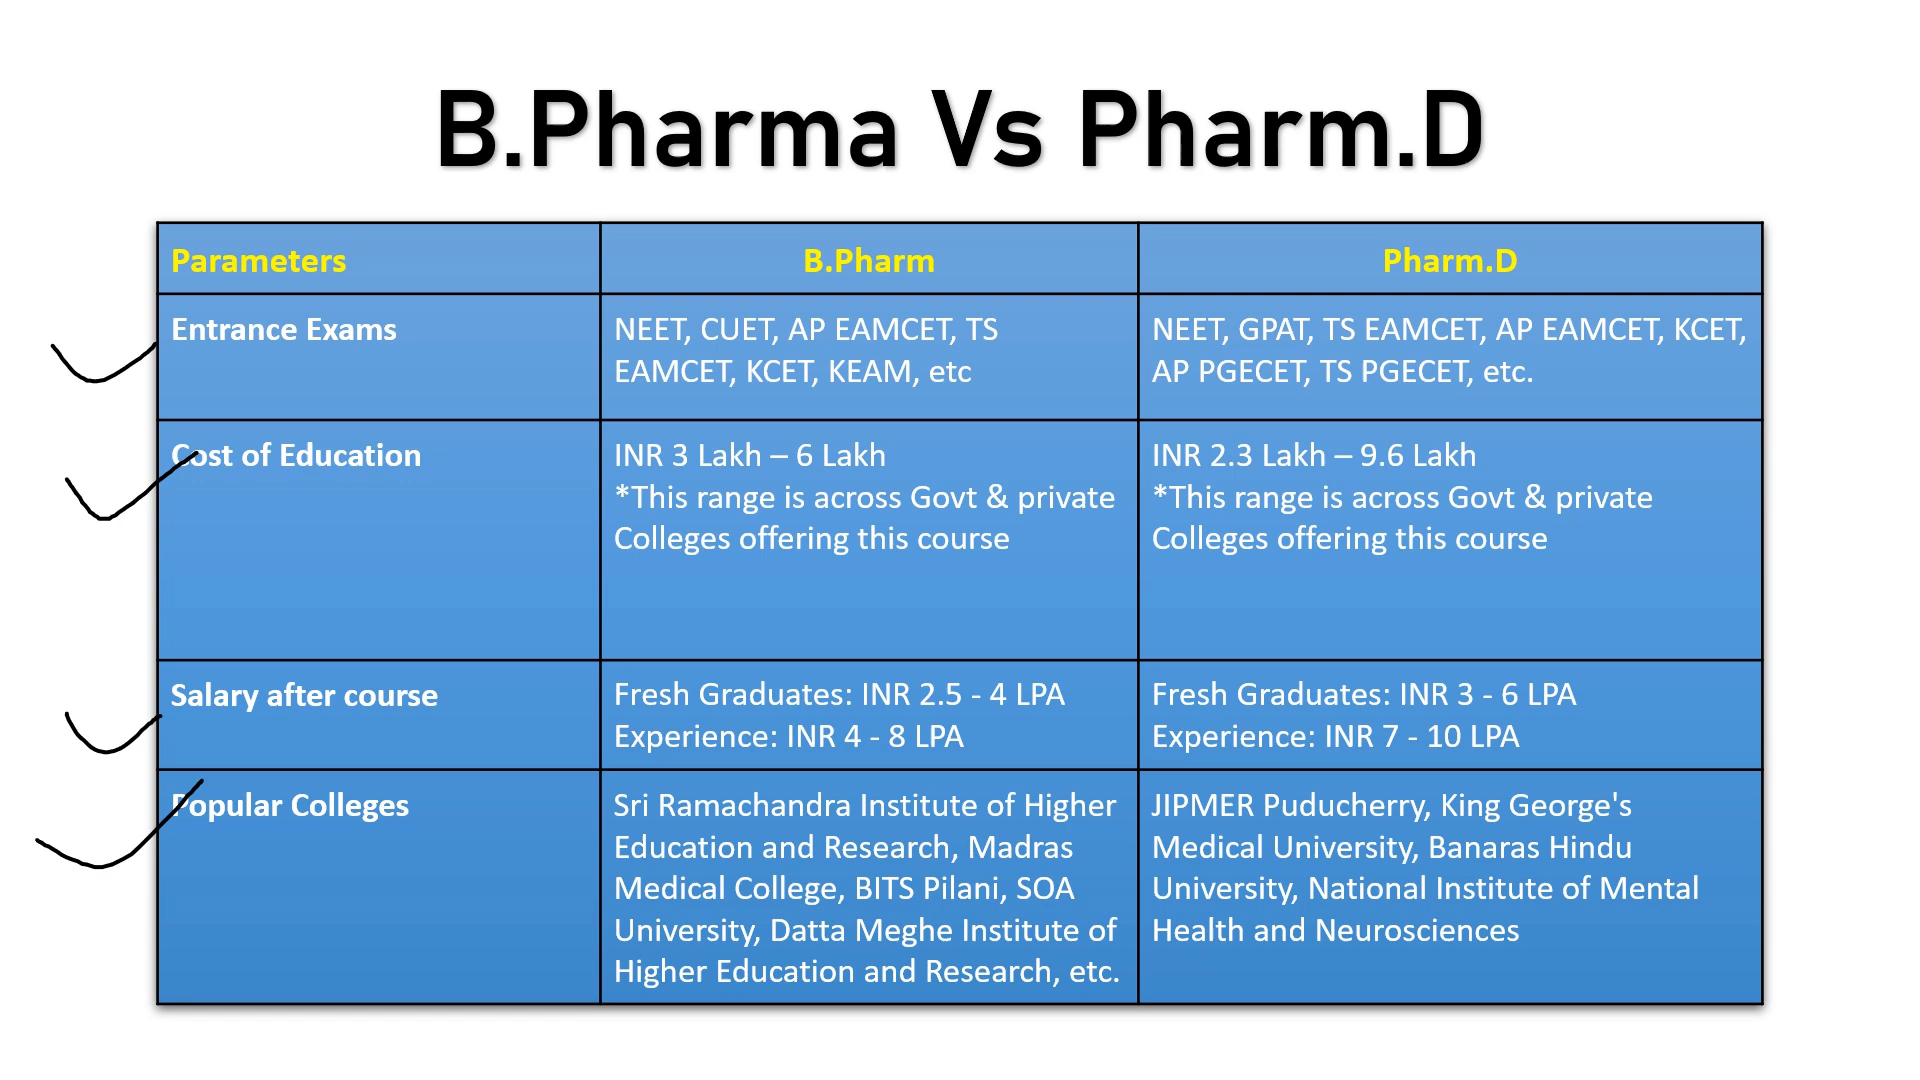 B.Pharma Vs Pharm.D
Parameters
B.Pharm
Pharm.D
Entrance Exams
NEET, CUET, AP EAMCET, TS
EAMCET, KCET, KEAM, etc
NEET, GPAT, TS EAMCET, AP EAMCET, KCET,
AP PGECET, TS PGECET, etc.
Cost of Education
INR 3 Lakh – 6 Lakh
*This range is across Govt & private
Colleges offering this course
INR 2.3 Lakh – 9.6 Lakh
*This range is across Govt & private
Colleges offering this course
Salary after course
Fresh Graduates: INR 2.5 - 4 LPA
Experience: INR 4 - 8 LPA
Fresh Graduates: INR 3 - 6 LPA
Experience: INR 7 - 10 LPA
Popular Colleges
Sri Ramachandra Institute of Higher
Education and Research, Madras
Medical College, BITS Pilani, SOA
University, Datta Meghe Institute of
Higher Education and Research, etc.
JIPMER Puducherry, King George's
Medical University, Banaras Hindu
University, National Institute of Mental
Health and Neurosciences